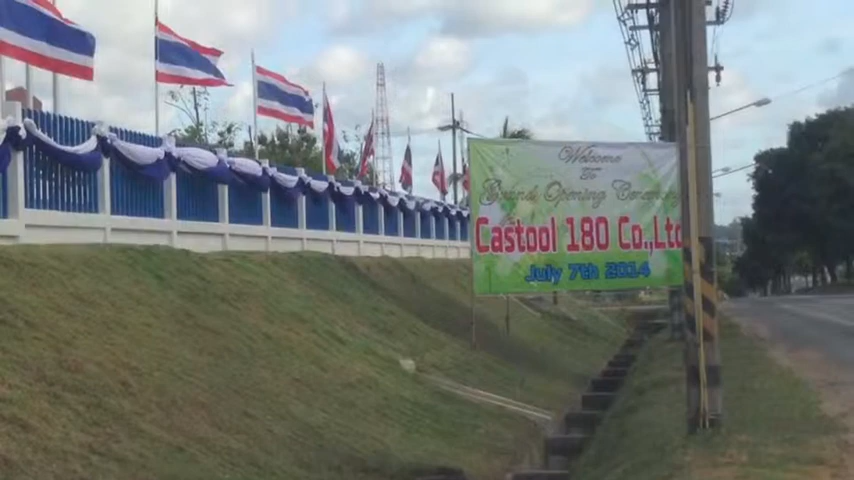 Welcome
To
Grand Opening Ceremony
Castool 180 Co.,Ltd
July 7th 2014